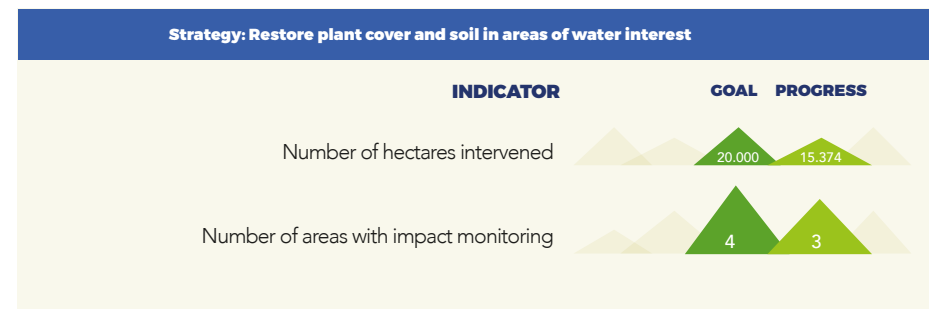 Strategy: Restore plant cover and soil in areas of water interest
INDICATOR GOAL PROGRESS
Number of hectares intervened 20.000 15.374
Number of areas with impact monitoring 4 3